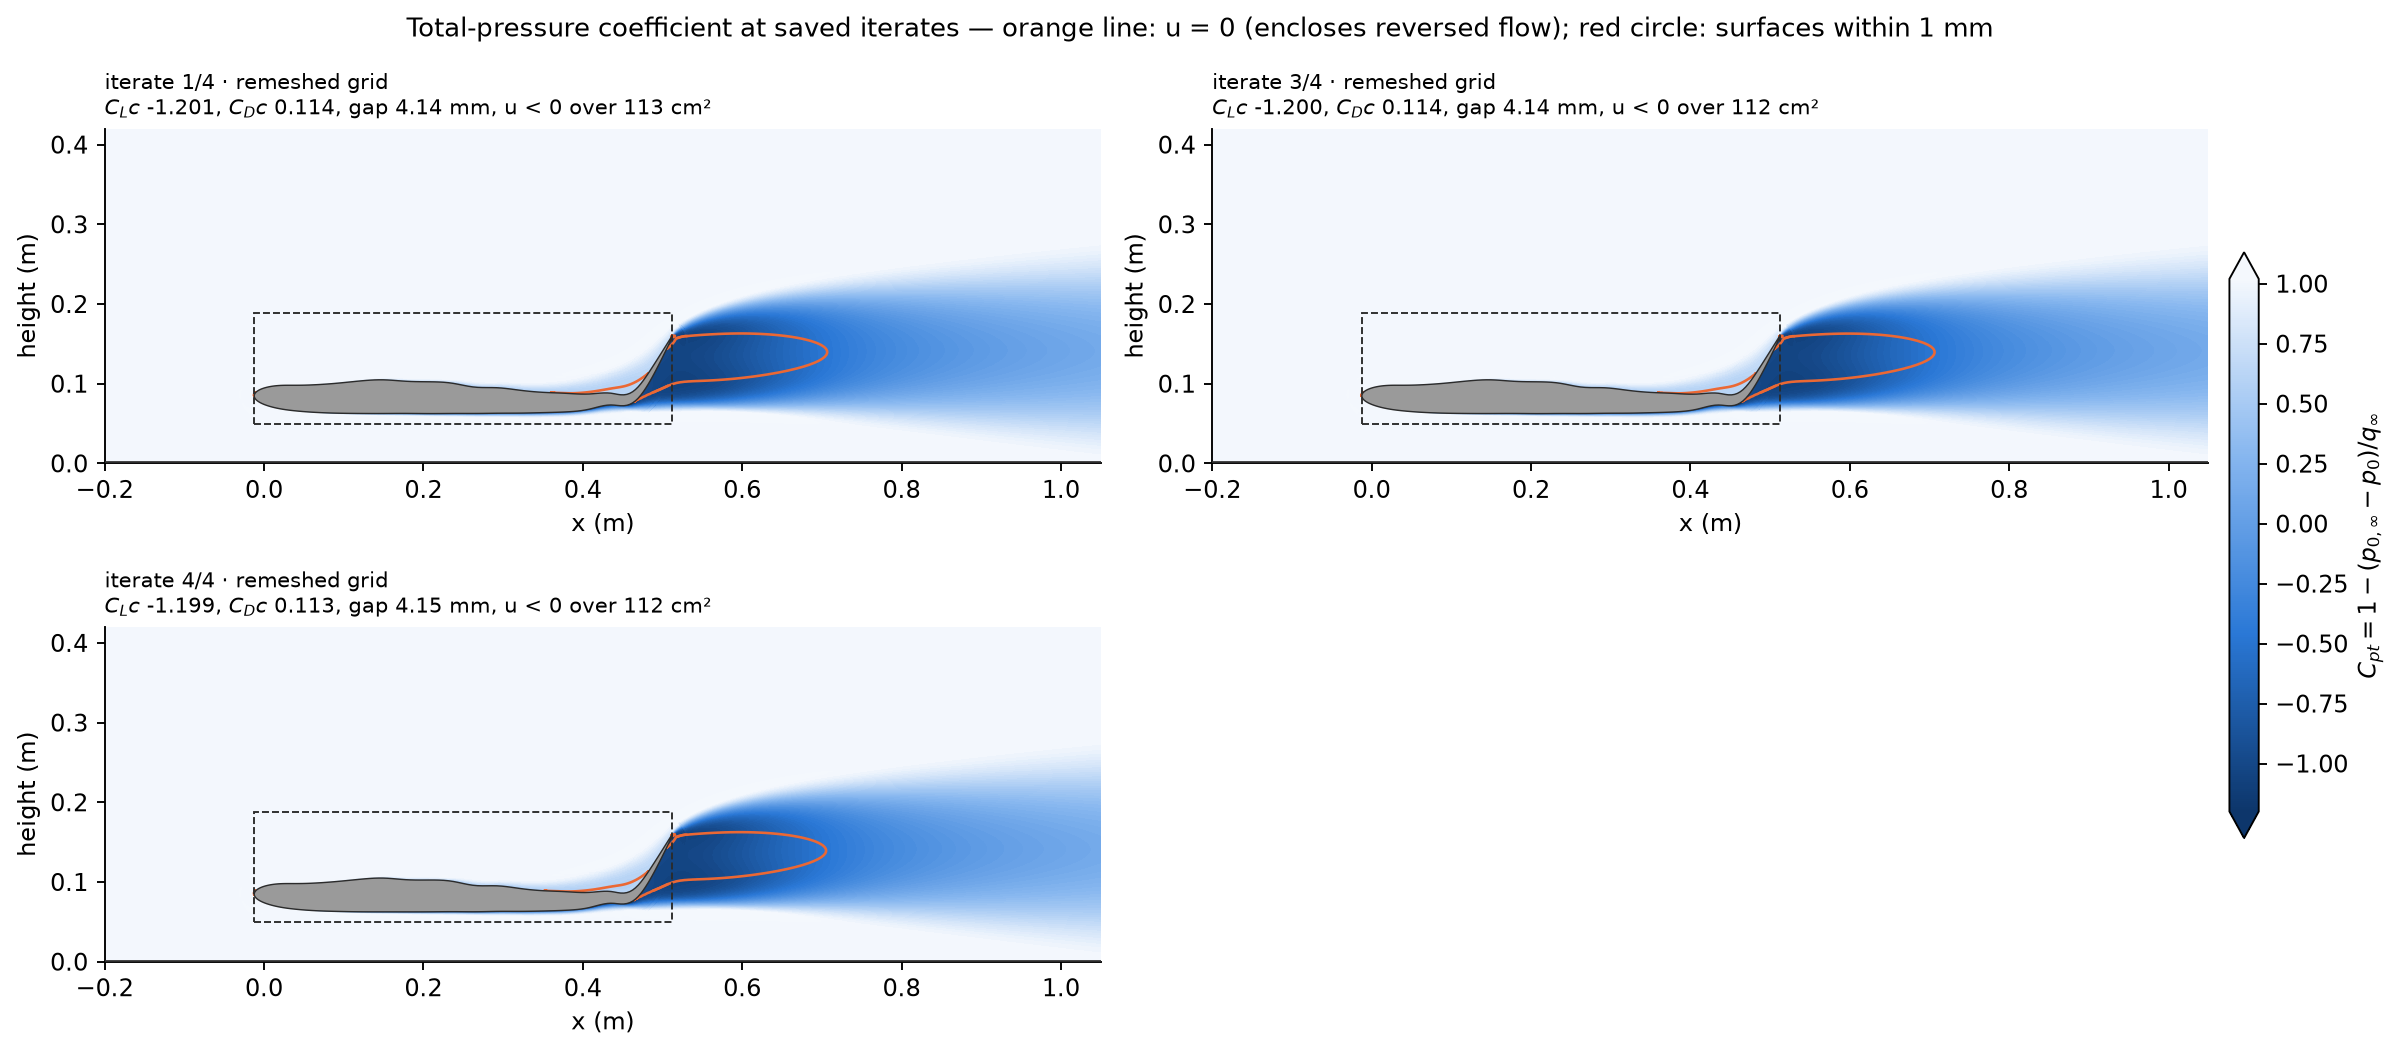 Total-pressure coefficient at saved iterates — orange line: u = 0 (encloses reversed flow); red circle: surfaces within 1 mm
iterate 1/4 · remeshed grid
C_Lc -1.201, C_Dc 0.114, gap 4.14 mm, u < 0 over 113 cm²
0.4
0.3
0.2
0.1
0.0
height (m)
−0.2 0.0 0.2 0.4 0.6 0.8 1.0
x (m)
iterate 3/4 · remeshed grid
C_Lc -1.200, C_Dc 0.114, gap 4.14 mm, u < 0 over 112 cm²
0.4
0.3
0.2
0.1
0.0
height (m)
−0.2 0.0 0.2 0.4 0.6 0.8 1.0
x (m)
iterate 4/4 · remeshed grid
C_Lc -1.199, C_Dc 0.113, gap 4.15 mm, u < 0 over 112 cm²
0.4
0.3
0.2
0.1
0.0
height (m)
−0.2 0.0 0.2 0.4 0.6 0.8 1.0
x (m)
1.00
0.75
0.50
0.25
0.00
−0.25
−0.50
−0.75
−1.00
C_pt = 1 − (p_0,∞ − p_0)/q_∞